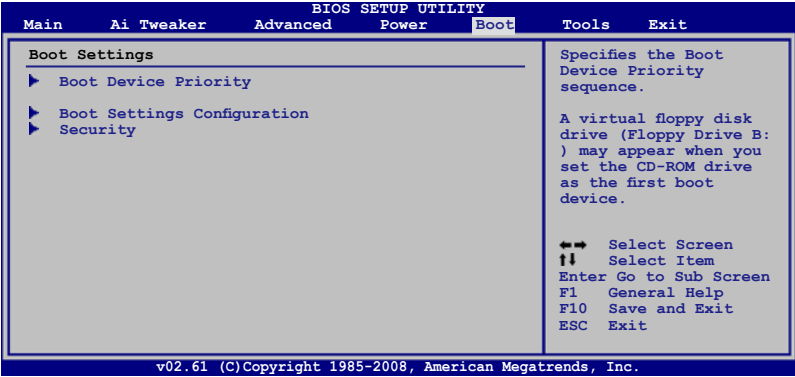 BIOS SETUP UTILITY
Main Ai Tweaker Advanced Power Boot Tools Exit
Boot Settings
Boot Device Priority
Boot Settings Configuration
Security
Specifies the Boot
Device Priority
sequence.
A virtual floppy disk
drive (Floppy Drive B:
) may appear when you
set the CD-ROM drive
as the first boot
device.
←→ Select Screen
↑↓ Select Item
Enter Go to Sub Screen
F1 General Help
F10 Save and Exit
ESC Exit
v02.61 (C)Copyright 1985-2008, American Megatrends, Inc.